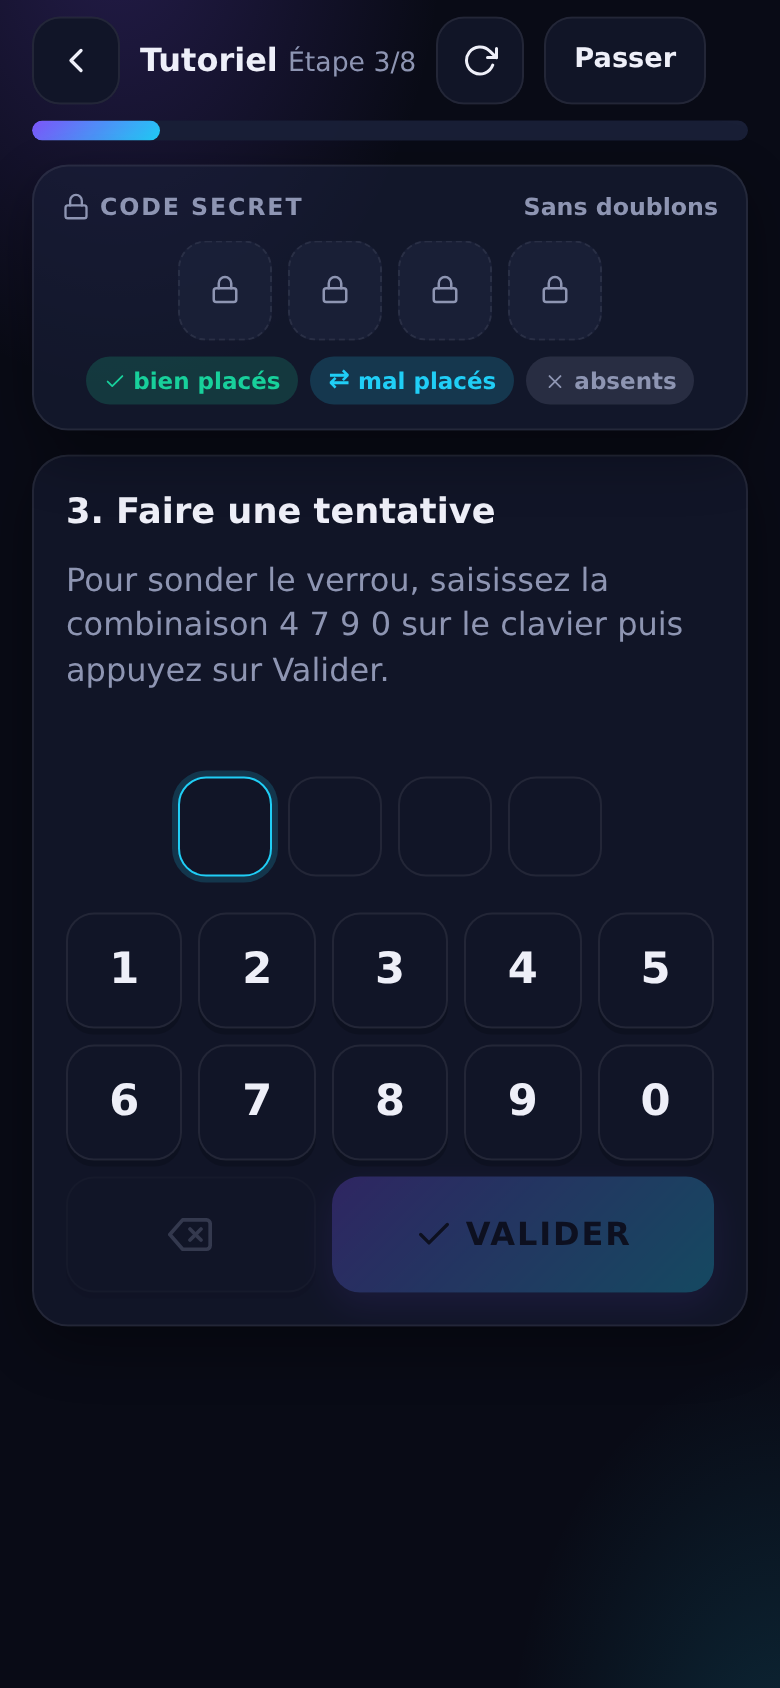 Tutoriel Étape 3/8
Passer
CODE SECRET
Sans doublons
bien placés
mal placés
absents
3. Faire une tentative
Pour sonder le verrou, saisissez la
combinaison 4 7 9 0 sur le clavier puis
appuyez sur Valider.
1 2 3 4 5
6 7 8 9 0
VALIDER